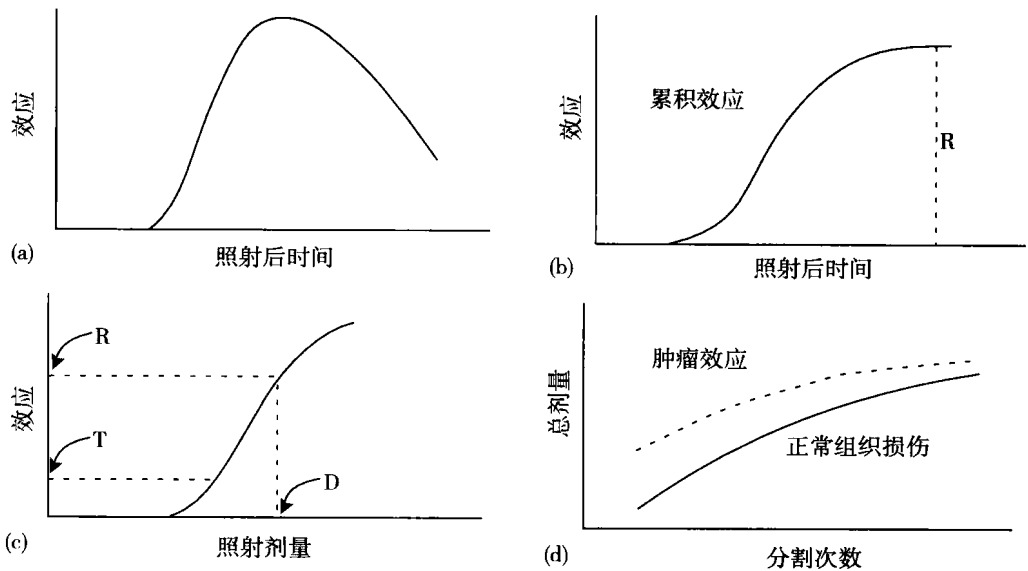 效应
照射后时间
(a)
累积效应
效应
R
照射后时间
(b)
R
T
D
效应
照射剂量
(c)
肿瘤效应
总剂量
正常组织损伤
分割次数
(d)